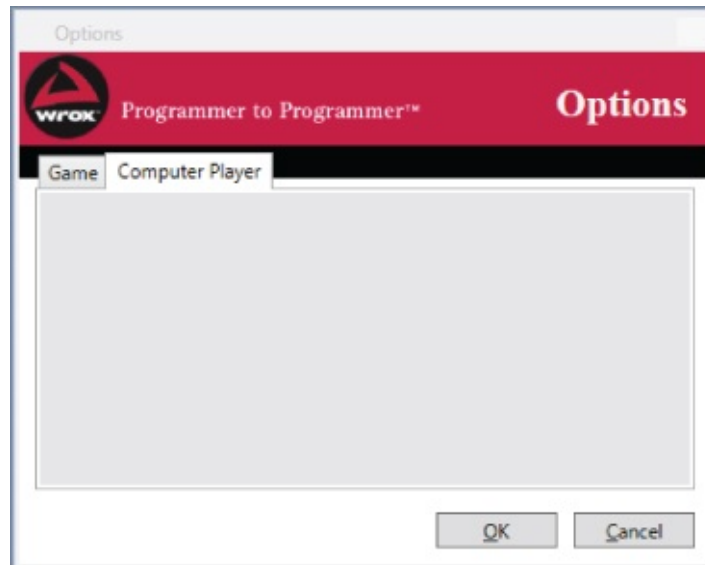 Options
wrox
Programmer to Programmer™
Options
Game
Computer Player
OK
Cancel